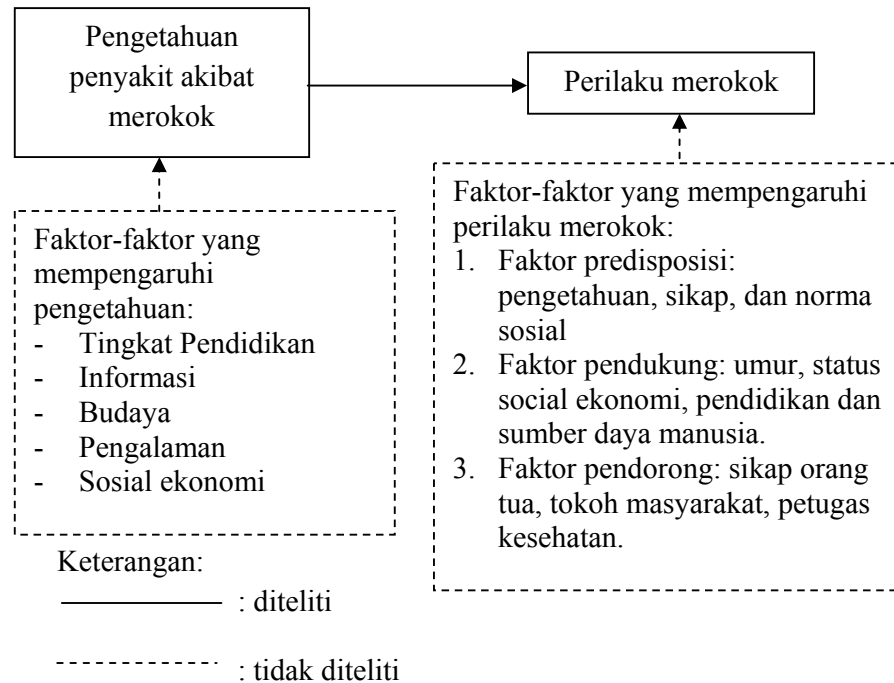 Pengetahuan
penyakit akibat
merokok
Perilaku merokok
Faktor-faktor yang
mempengaruhi
pengetahuan:
- Tingkat Pendidikan
- Informasi
- Budaya
- Pengalaman
- Sosial ekonomi
Faktor-faktor yang mempengaruhi
perilaku merokok:
1. Faktor predisposisi:
pengetahuan, sikap, dan norma
sosial
2. Faktor pendukung: umur, status
social ekonomi, pendidikan dan
sumber daya manusia.
3. Faktor pendorong: sikap orang
tua, tokoh masyarakat, petugas
kesehatan.
Keterangan:
: diteliti
: tidak diteliti